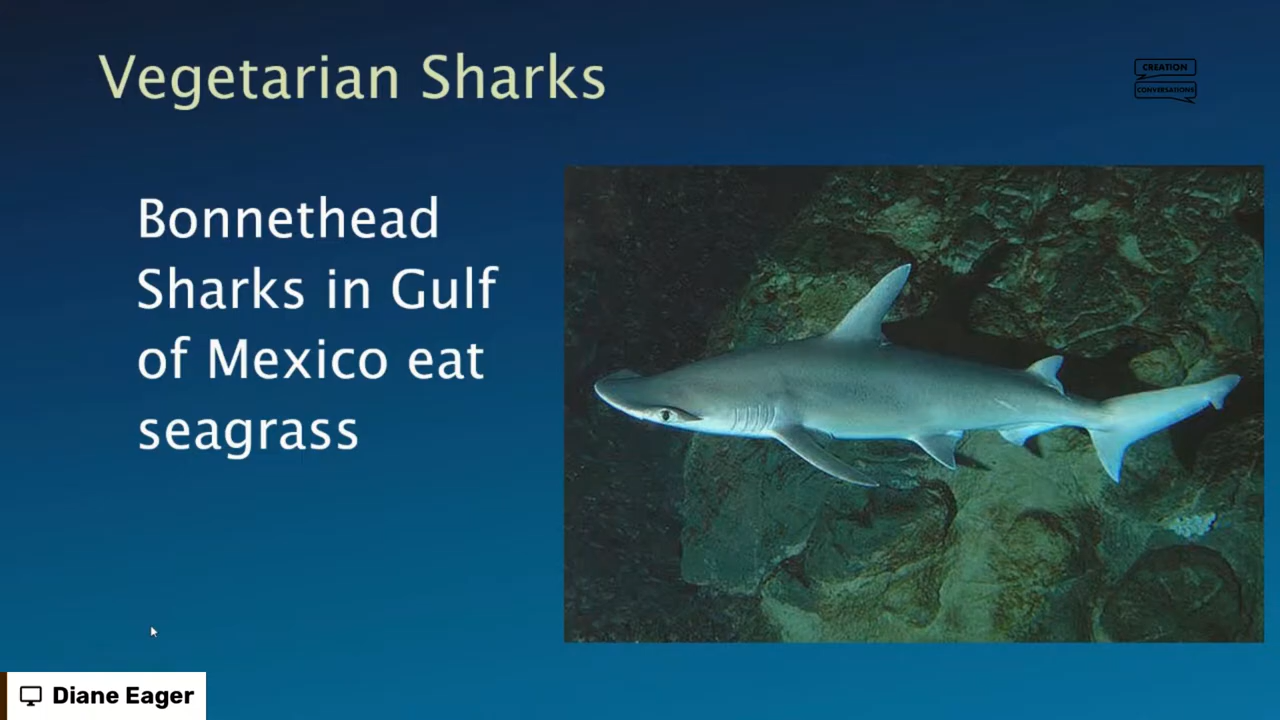 Vegetarian Sharks
CREATION
CONVERSATIONS
Bonnethead
Sharks in Gulf
of Mexico eat
seagrass
Diane Eager